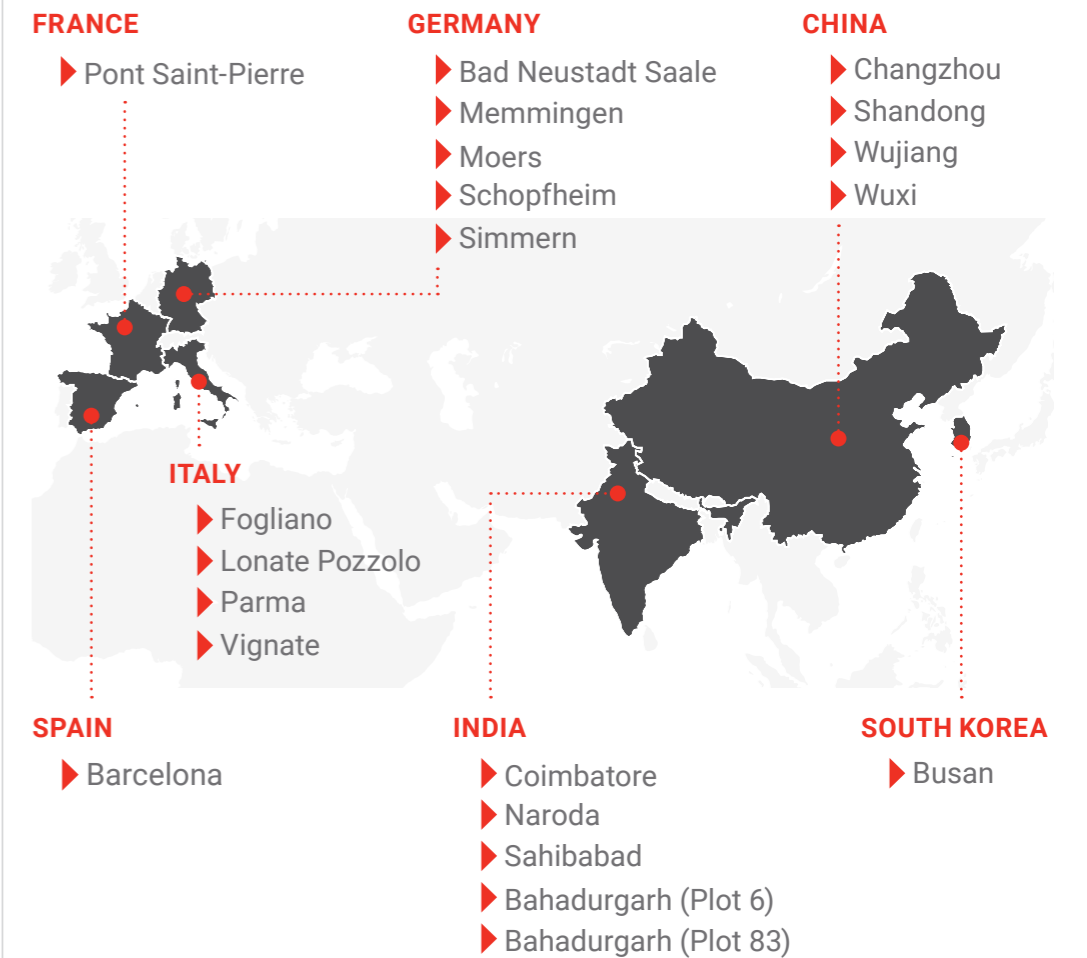 FRANCE
Pont Saint-Pierre
GERMANY
Bad Neustadt Saale
Memmingen
Moers
Schopfheim
Simmern
CHINA
Changzhou
Shandong
Wujiang
Wuxi
ITALY
Fogliano
Lonate Pozzolo
Parma
Vignate
SPAIN
Barcelona
INDIA
Coimbatore
Naroda
Sahibabad
Bahadurgarh (Plot 6)
Bahadurgarh (Plot 83)
SOUTH KOREA
Busan